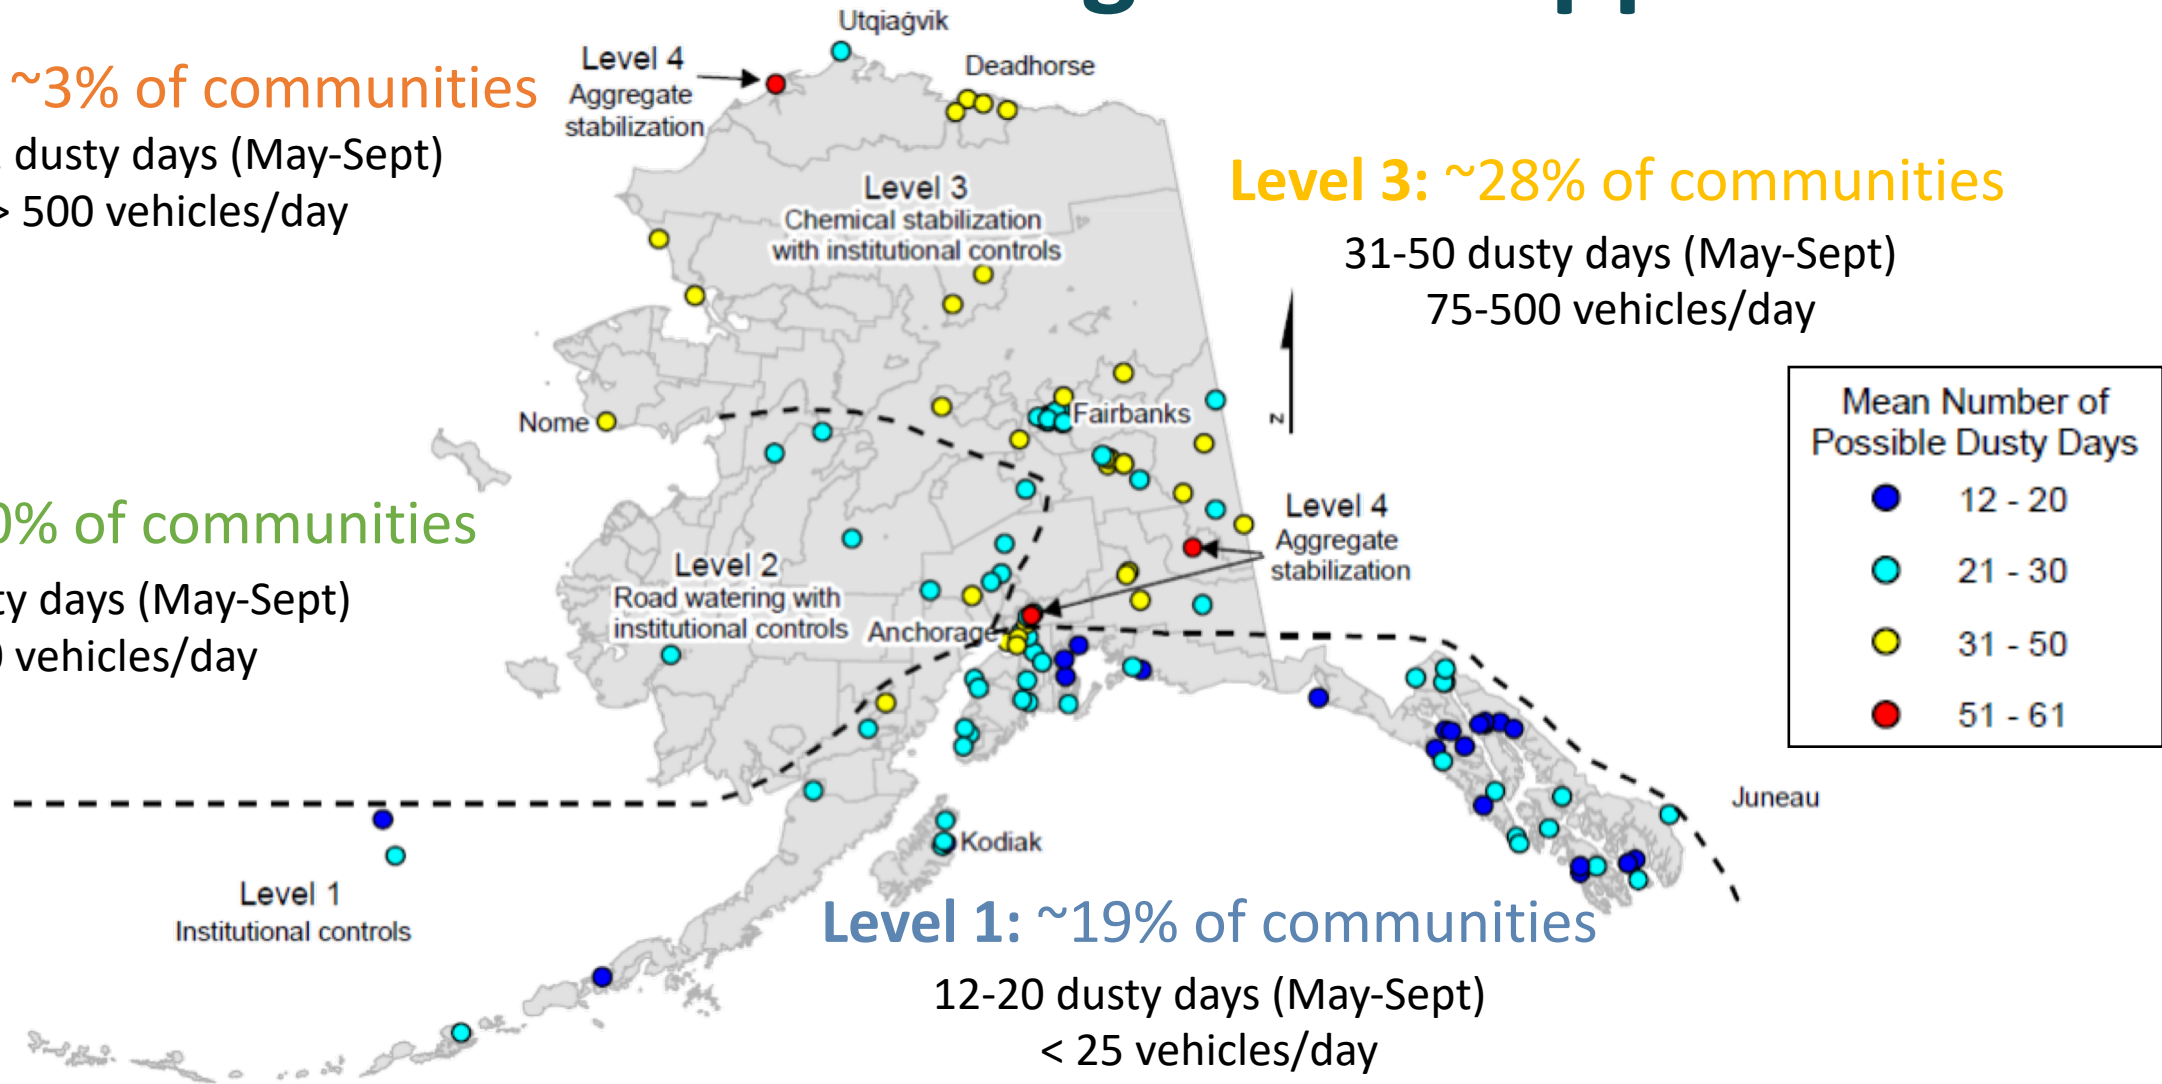 Utqiaġvik
Level 4
Aggregate
stabilization
Deadhorse
~3% of communities
dusty days (May-Sept)
> 500 vehicles/day
Level 3
Chemical stabilization
with institutional controls
Level 3: ~28% of communities
31-50 dusty days (May-Sept)
75-500 vehicles/day
Mean Number of
Possible Dusty Days
12 - 20
21 - 30
31 - 50
51 - 61
N
Nome
Fairbanks
Level 4
Aggregate
stabilization
0% of communities
days (May-Sept)
vehicles/day
Level 2
Road watering with
institutional controls
Anchorage
Juneau
Kodiak
Level 1
Institutional controls
Level 1: ~19% of communities
12-20 dusty days (May-Sept)
< 25 vehicles/day